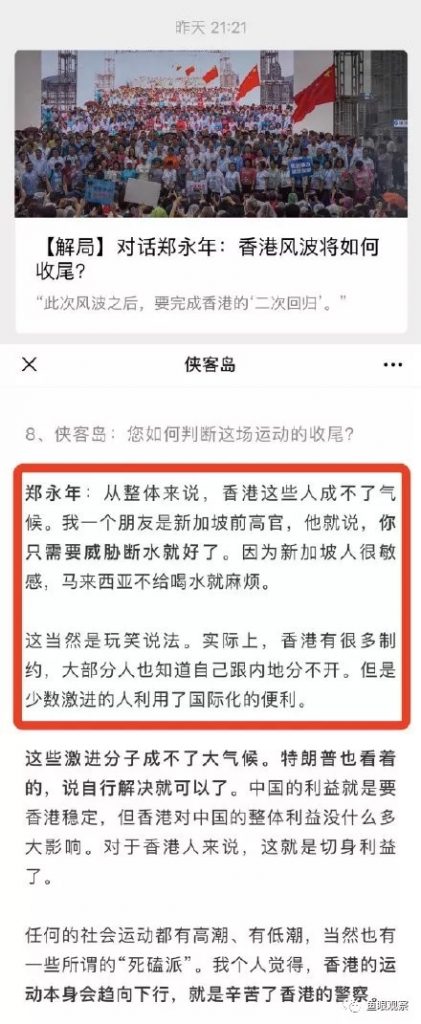 昨天 21:21
【解局】对话郑永年：香港风波将如何
收尾？
“此次风波之后，要完成香港的‘二次回归’。”
侠客岛
8、侠客岛：您如何判断这场运动的收尾？
郑永年：从整体来说，香港这些人成不了气
候。我一个朋友是新加坡前高官，他就说，你
只需要威胁断水就好了。因为新加坡人很敏
感，马来西亚不给喝水就麻烦。
这当然是玩笑说法。实际上，香港有很多制
约，大部分人也知道自己跟内地分不开。但是
少数激进的人利用了国际化的便利。
这些激进分子成不了大气候。特朗普也看着
的，说自行解决就可以了。中国的利益就是要
香港稳定，但香港对中国的整体利益没什么多
大影响。对于香港人来说，这就是切身利益
了。
任何的社会运动都有高潮、有低潮，当然也有
一些所谓的“死磕派”。我个人觉得，香港的运
动本身会趋向下行，就是辛苦了香港的警察。
鱼眼观察